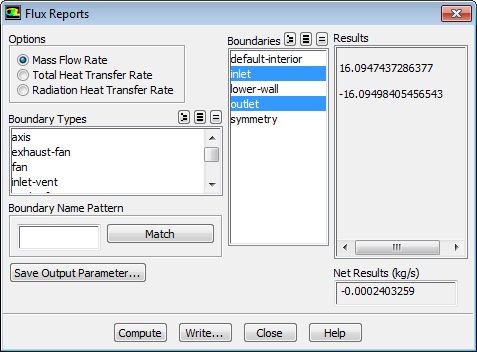 Flux Reports
Options
Mass Flow Rate
Total Heat Transfer Rate
Radiation Heat Transfer Rate
Boundary Types
axis
exhaust-fan
fan
inlet-vent
Boundary Name Pattern
Match
Save Output Parameter...
Boundaries
default-interior
inlet
lower-wall
outlet
symmetry
Results
16.0947437286377
-16.09498405456543
Net Results (kg/s)
-0.0002403259
Compute
Write...
Close
Help